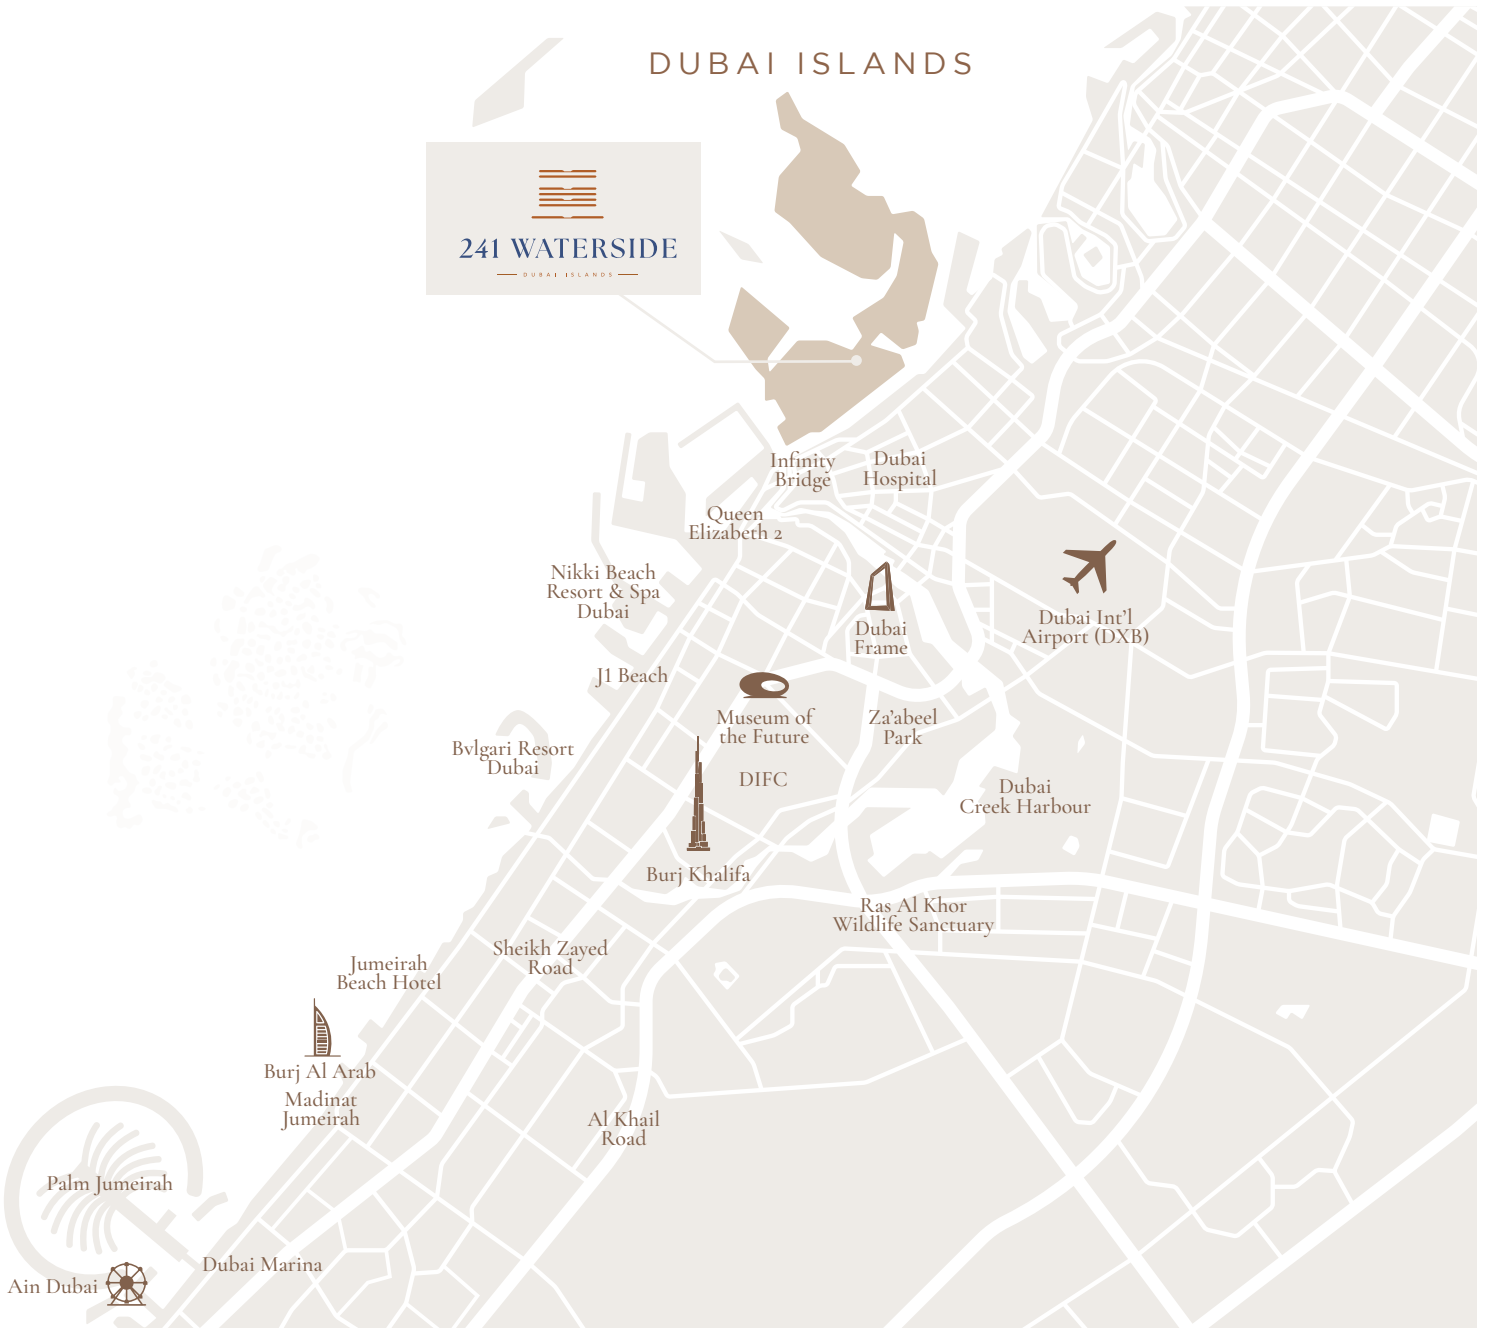 DUBAI ISLANDS
241 WATERSIDE
DUBAI ISLANDS
Infinity
Bridge
Dubai
Hospital
Queen
Elizabeth 2
Nikki Beach
Resort & Spa
Dubai
Dubai
Frame
Dubai Int'l
Airport (DXB)
J1 Beach
Museum of
the Future
Za'abeel
Park
Bvlgari Resort
Dubai
DIFC
Dubai
Creek Harbour
Burj Khalifa
Ras Al Khor
Wildlife Sanctuary
Sheikh Zayed
Road
Jumeirah
Beach Hotel
Burj Al Arab
Madinat
Jumeirah
Al Khail
Road
Palm Jumeirah
Dubai Marina
Ain Dubai